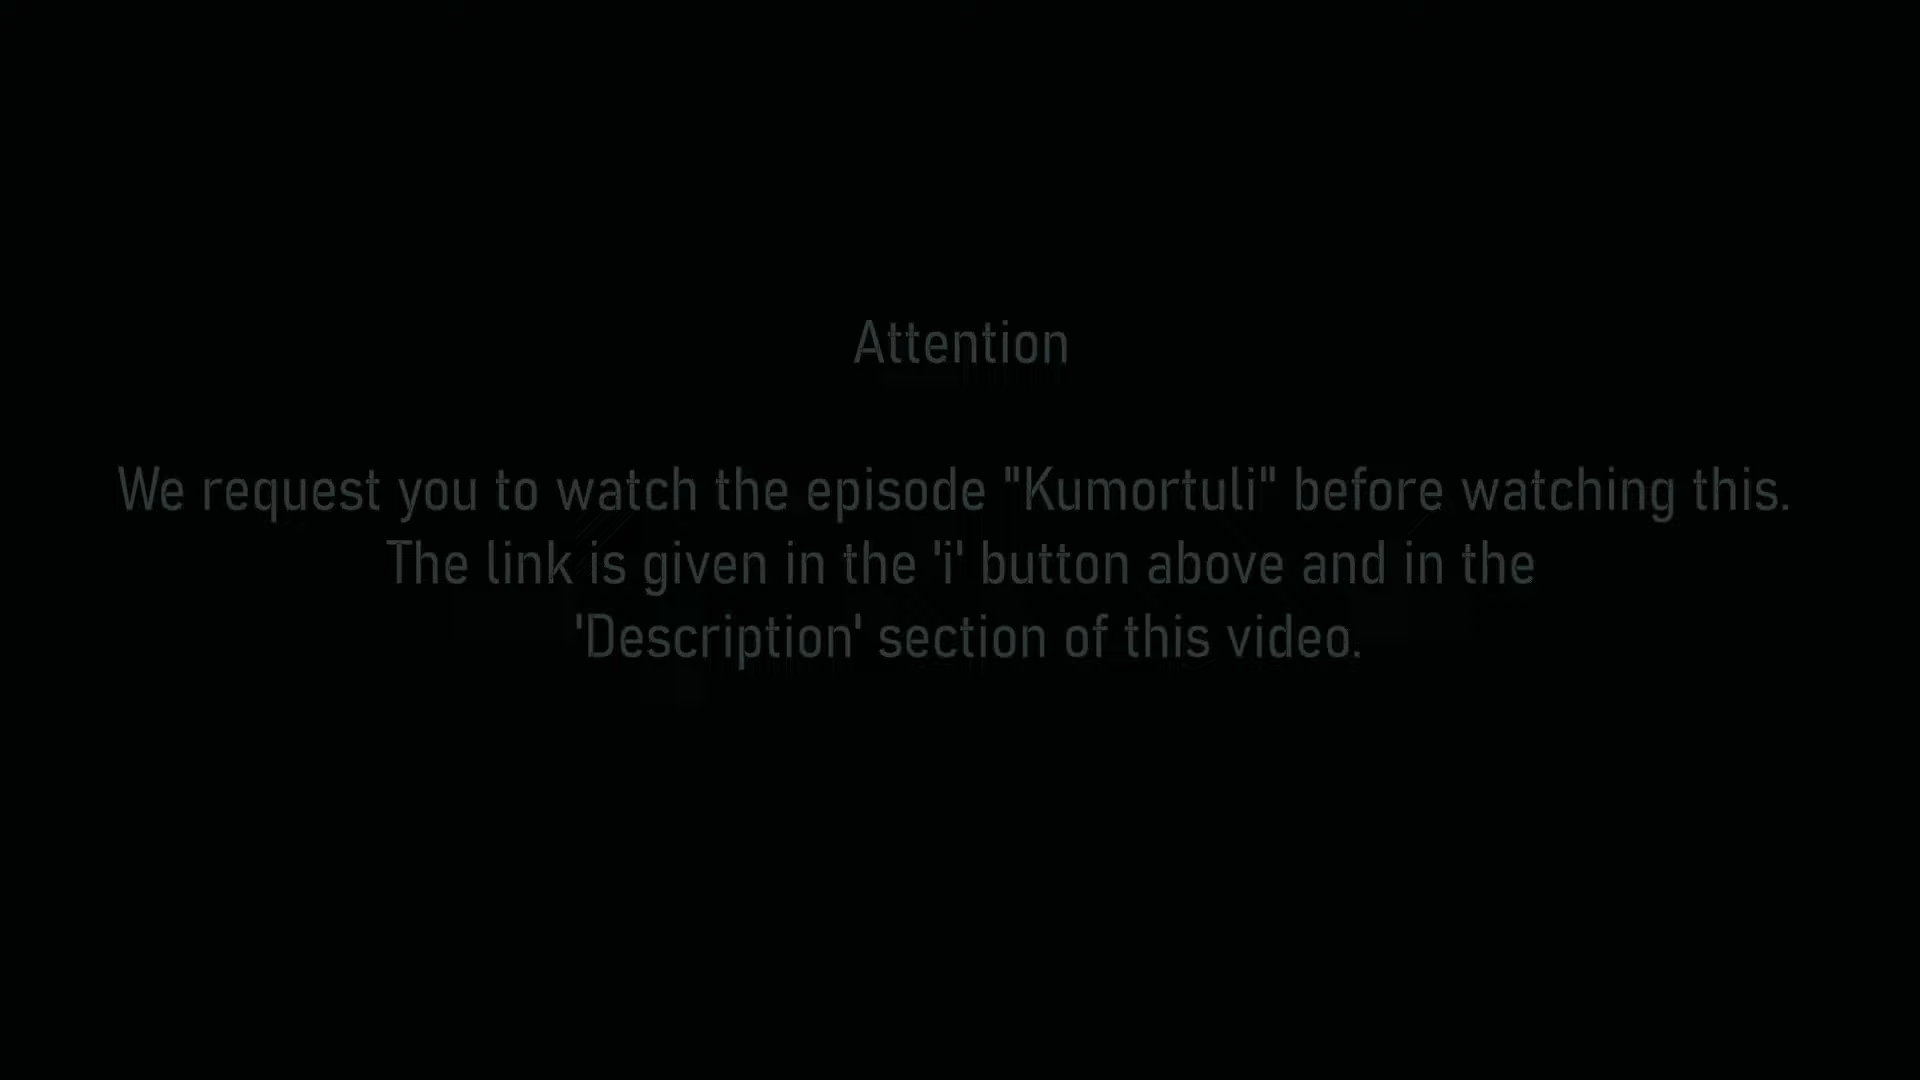 Attention
We request you to watch the episode "Kumortuli" before watching this.
The link is given in the 'i' button above and in the
'Description' section of this video.